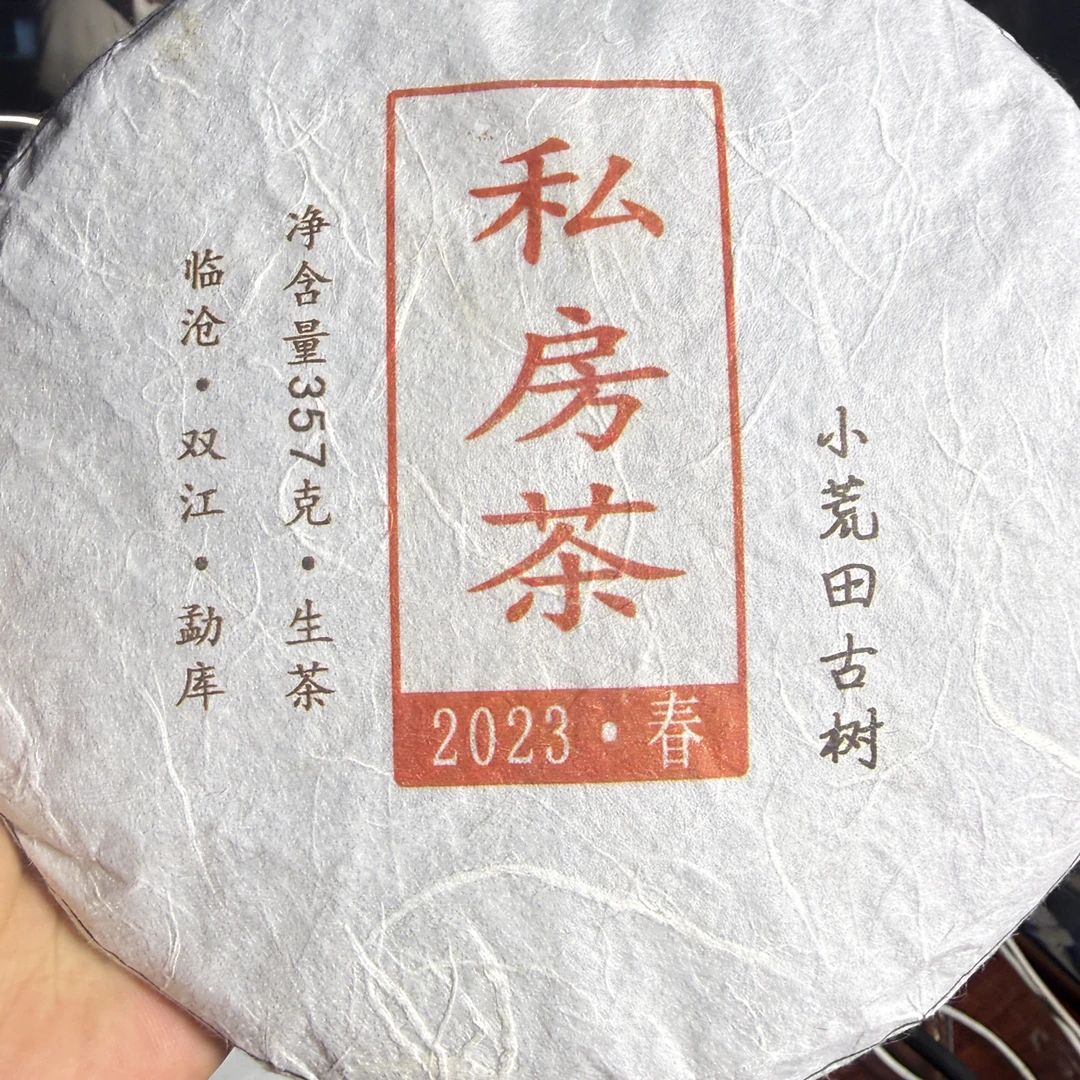 小荒田古树
私房茶
2023·春
净含量357克·生茶
临沧·双江·勐库